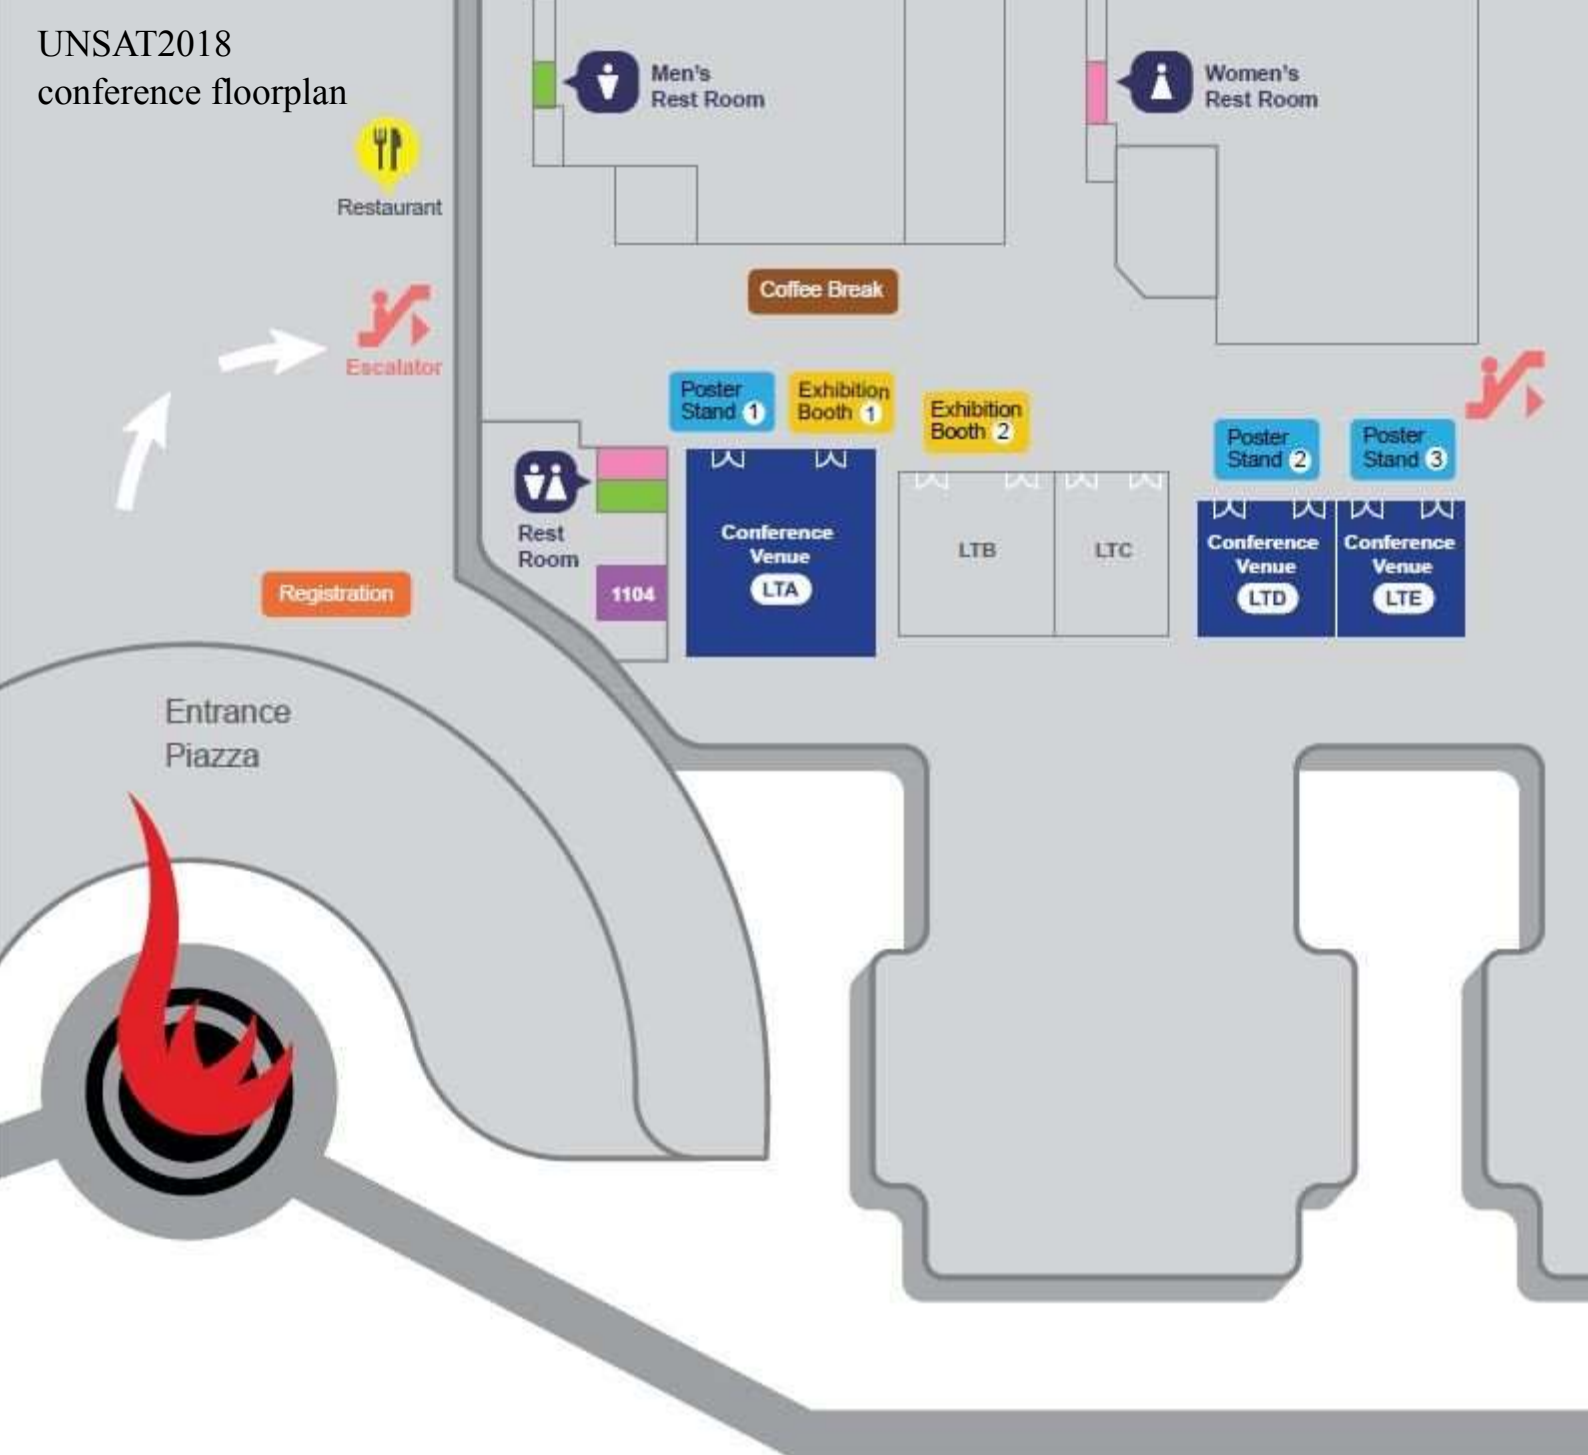 UNSAT2018
conference floorplan
Men's
Rest Room
Women's
Rest Room
Restaurant
Coffee Break
Escalator
Poster
Stand 1
Exhibition
Booth 1
Exhibition
Booth 2
Poster
Stand 2
Poster
Stand 3
Rest
Room
1104
Conference
Venue
LTA
LTB
LTC
Conference
Venue
LTD
Conference
Venue
LTE
Registration
Entrance
Piazza